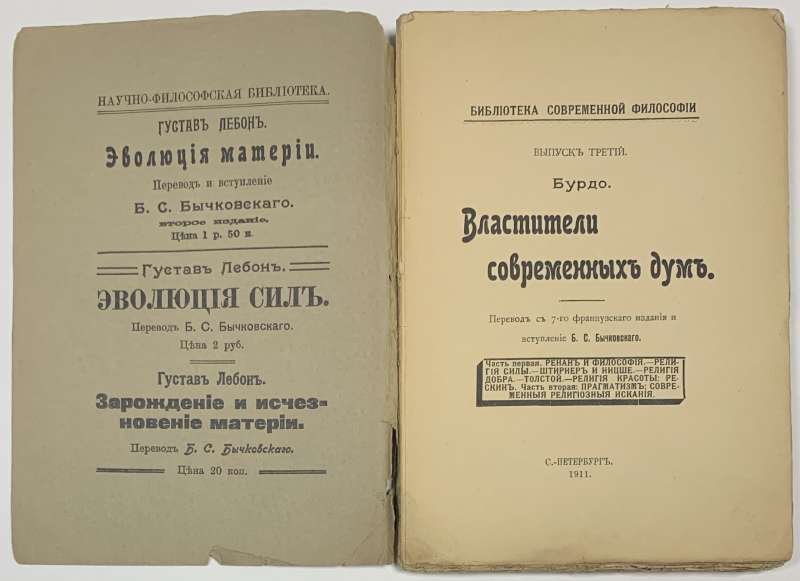 НАУЧНО-ФИЛОСОФСКАЯ БИБЛІОТЕКА.
ГУСТАВЪ ЛЕБОНЪ.
Эволюція матеріи.
Переводъ и вступленіе
Б. С. Бычковскаго.
второе изданіе.
Цѣна 1 р. 50 к.
Густавъ Лебонъ.
ЭВОЛЮЦІЯ СИЛЪ.
Переводъ Б. С. Бычковскаго.
Цѣна 2 руб.
Густавъ Лебонъ.
Зарожденіе и исчез-
новеніе матеріи.
Переводъ Б. С. Бычковскаго.
Цѣна 20 коп.
БИБЛІОТЕКА СОВРЕМЕННОЙ ФИЛОСОФІИ
ВЫПУСКЪ ТРЕТІЙ.
Бурдо.
Властители
современныхъ думъ.
Переводъ съ 7-го французскаго изданія и
вступленіе Б. С. Бычковскаго.
Часть первая. РЕНАНЪ И ФИЛОСОФІЯ.—РЕЛИ-
ГІЯ СИЛЫ.—ШТИРНЕРЪ И НИЦШЕ.—РЕЛИГІЯ
ДОБРА.—ТОЛСТОЙ.—РЕЛИГІЯ КРАСОТЫ: РЕ-
СКИНЪ. Часть вторая: ПРАГМАТИЗМЪ; СОВРЕ-
МЕННЫЯ РЕЛИГІОЗНЫЯ ИСКАНІЯ.
С.-ПЕТЕРБУРГЪ.
1911.